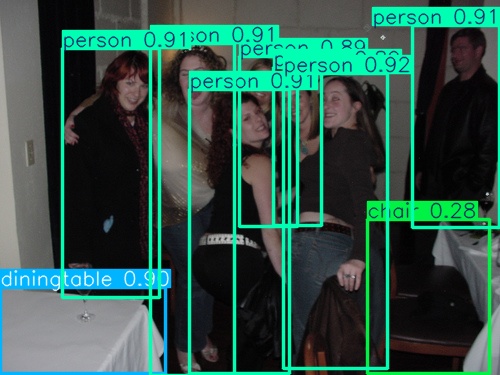 person 0.91
person 0.91
son 0.91
person 0.89
person 0.92
person 0.91
chair 0.28
diningtable 0.90